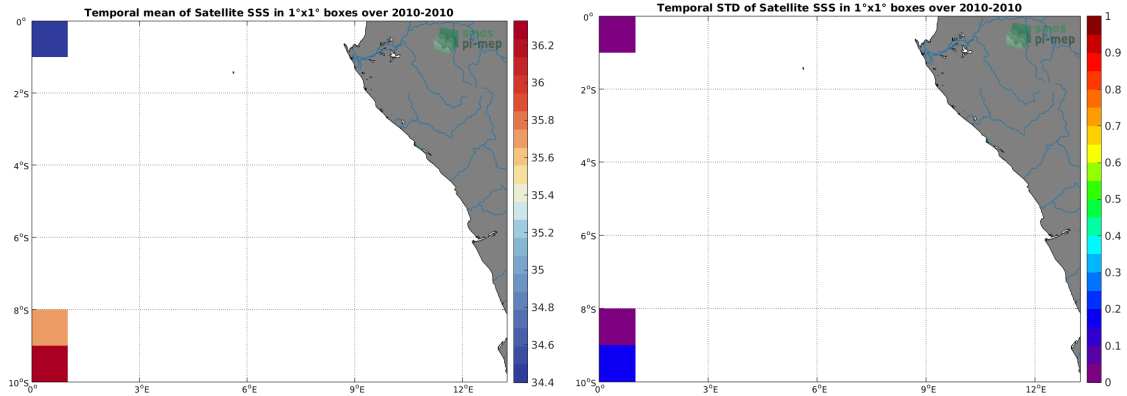 Temporal mean of Satellite SSS in 1°x1° boxes over 2010-2010
0°
2°S
4°S
6°S
8°S
10°S
0°
3°E
6°E
9°E
12°E
36.2
36
35.8
35.6
35.4
35.2
35
34.8
34.6
34.4
smos
pi-mep
Temporal STD of Satellite SSS in 1°x1° boxes over 2010-2010
0°
2°S
4°S
6°S
8°S
10°S
0°
3°E
6°E
9°E
12°E
1
0.9
0.8
0.7
0.6
0.5
0.4
0.3
0.2
0.1
0
smos
pi-mep